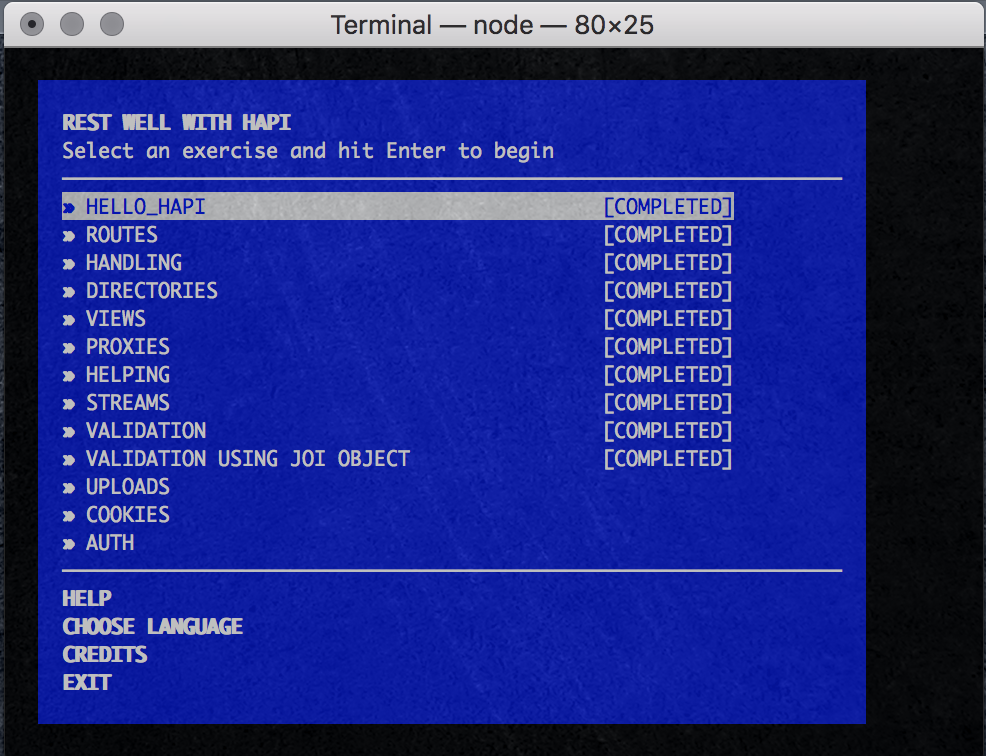 Terminal — node — 80×25
REST WELL WITH HAPI
Select an exercise and hit Enter to begin
» HELLO_HAPI [COMPLETED]
» ROUTES [COMPLETED]
» HANDLING [COMPLETED]
» DIRECTORIES [COMPLETED]
» VIEWS [COMPLETED]
» PROXIES [COMPLETED]
» HELPING [COMPLETED]
» STREAMS [COMPLETED]
» VALIDATION [COMPLETED]
» VALIDATION USING JOI OBJECT [COMPLETED]
» UPLOADS
» COOKIES
» AUTH
HELP
CHOOSE LANGUAGE
CREDITS
EXIT